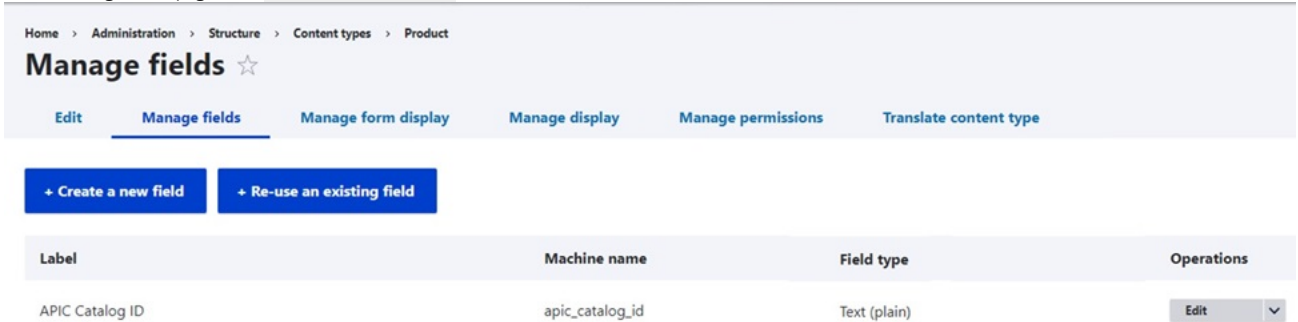 Home > Administration > Structure > Content types > Product
Manage fields ☆
Edit Manage fields Manage form display Manage display Manage permissions Translate content type
+ Create a new field + Re-use an existing field
Label Machine name Field type Operations
APIC Catalog ID apic_catalog_id Text (plain) Edit